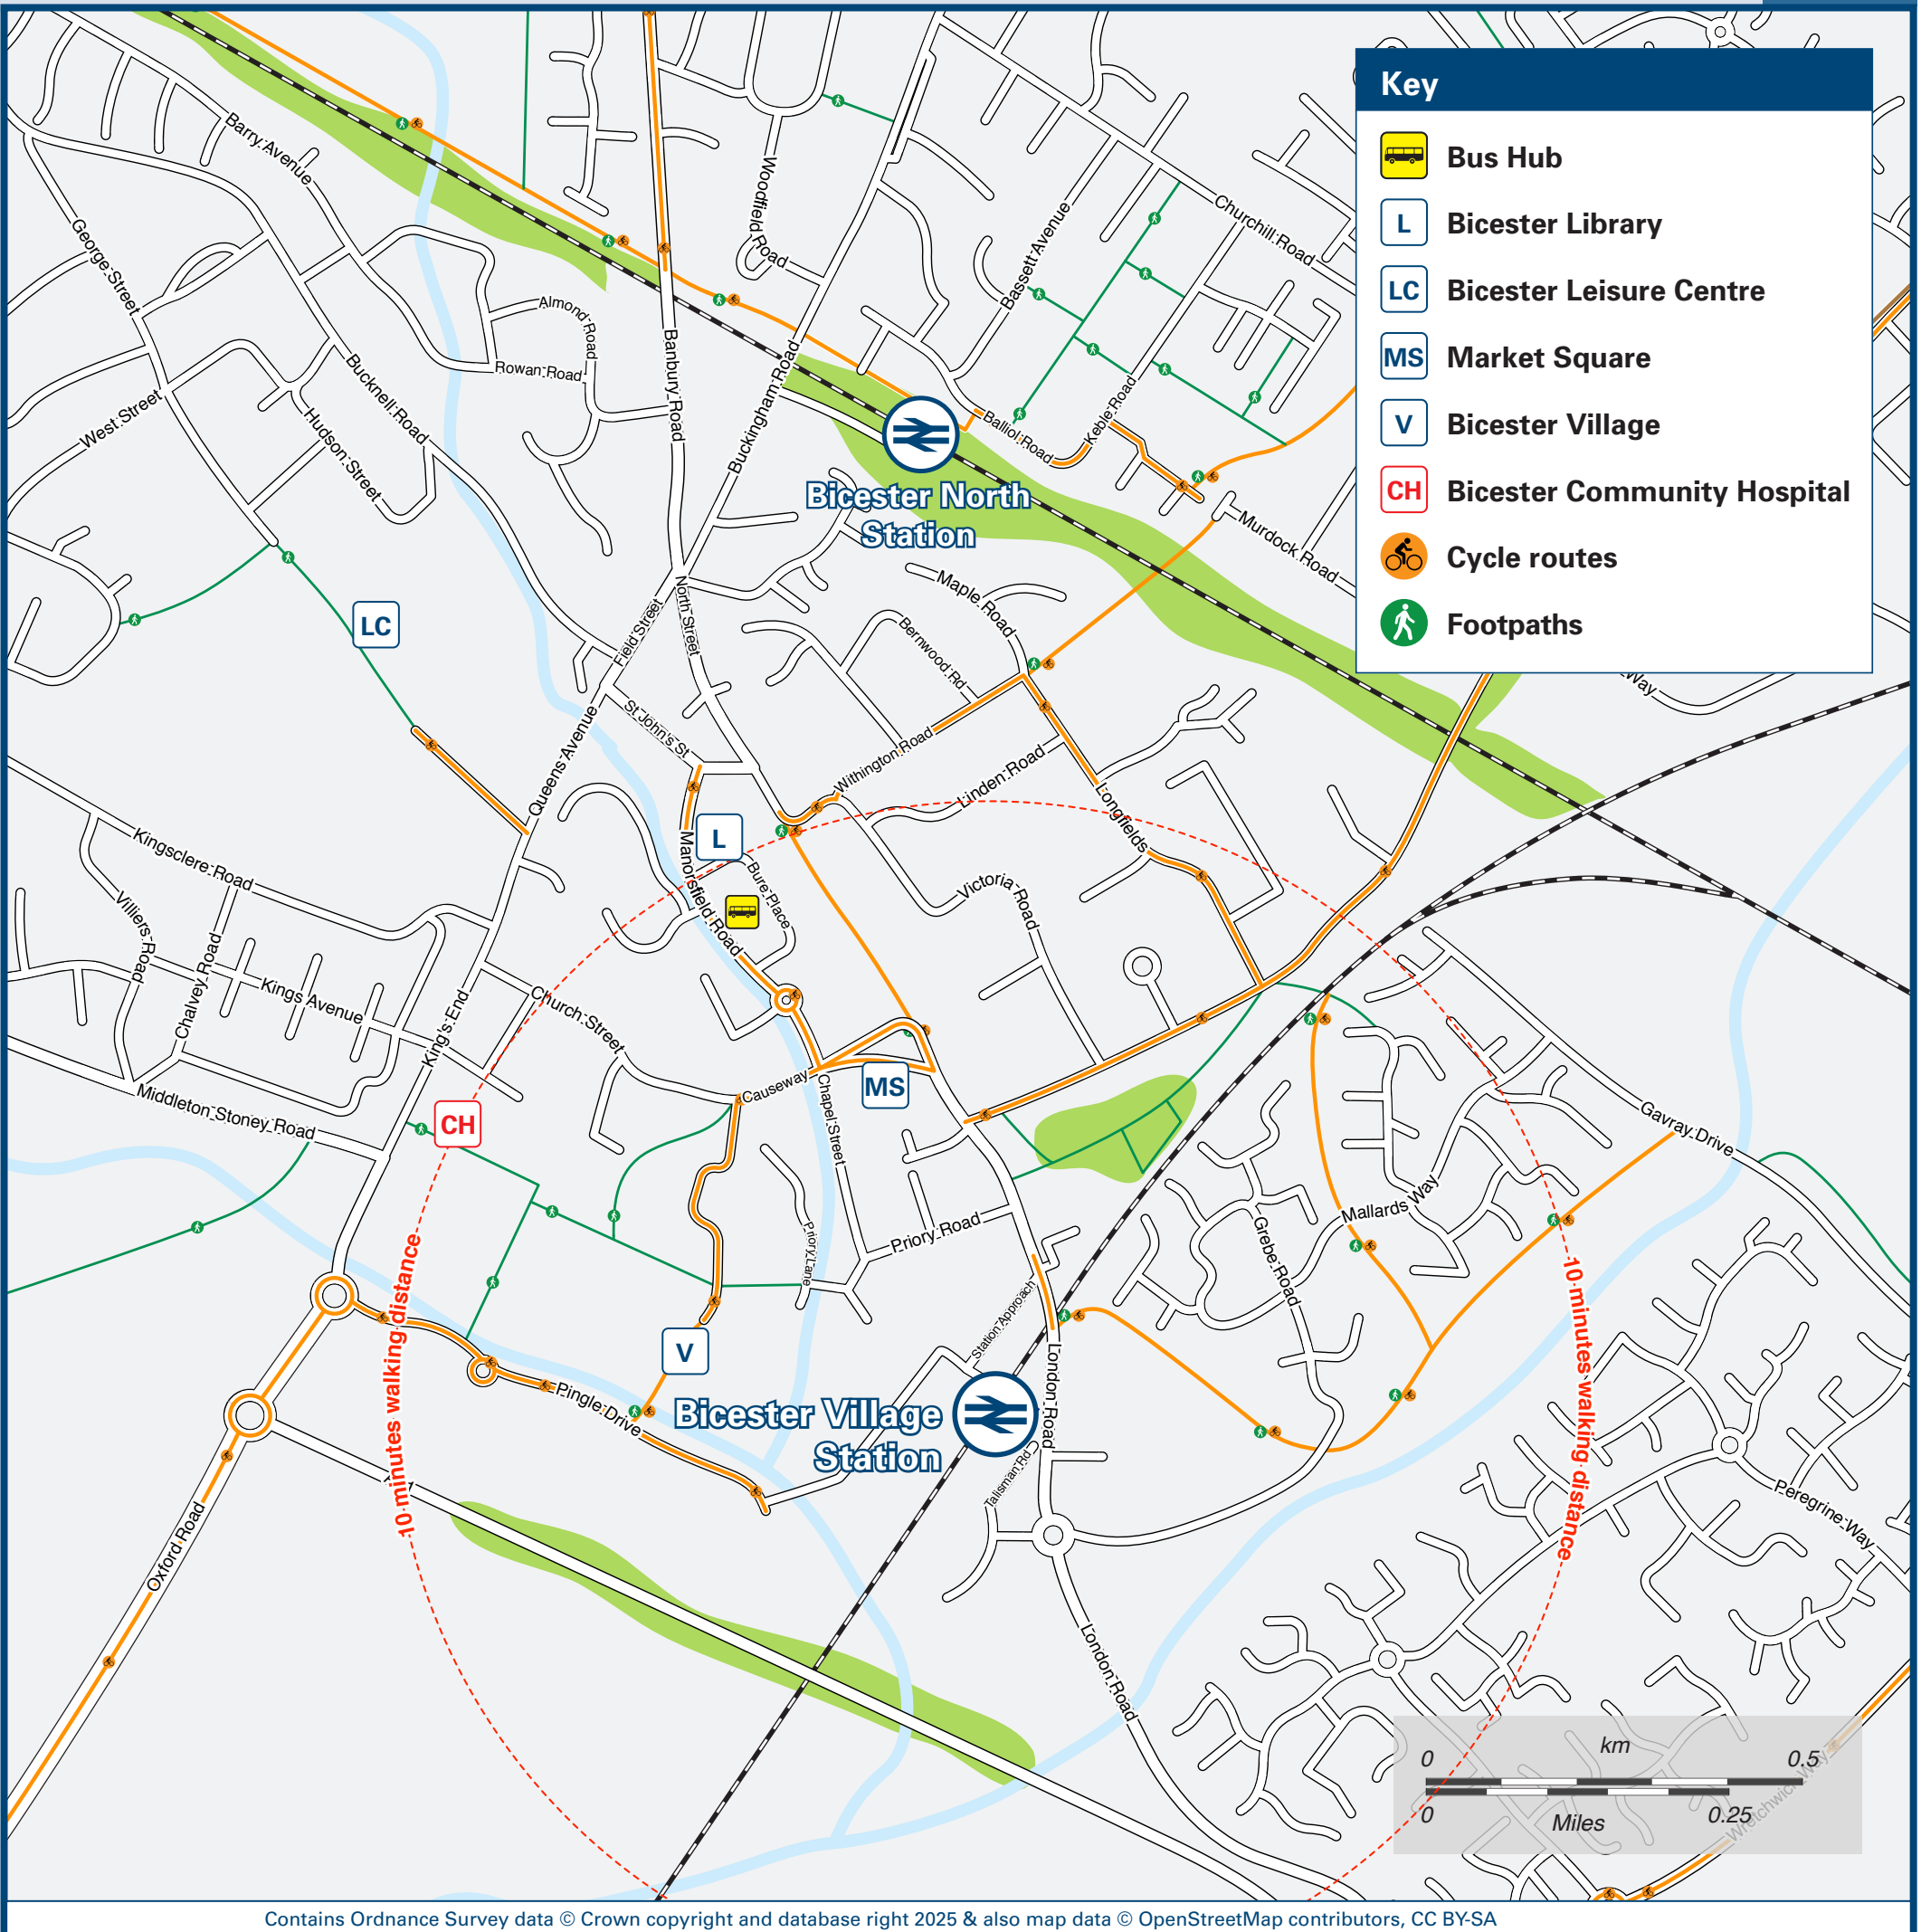 Key
Bus Hub
L Bicester Library
LC Bicester Leisure Centre
MS Market Square
V Bicester Village
CH Bicester Community Hospital
Cycle routes
Footpaths
Barry Avenue
George Street
West Street
Hudson Street
Bucknell Road
Almond Road
Rowan Road
Banbury Road
Woodfield Road
Buckingham Road
Bassett Avenue
Churchill Road
Balliol Road
Keble Road
Murdock Road
Way
Bicester North
Station
Maple Road
Bernwood Rd
Field Street
North Street
St John's St
Queens Avenue
Withington Road
Linden Road
Longfields
Victoria Road
LC
L
Manorsfield Road
Bure Place
Kingsclere Road
Villiers Road
Chalvey Road
Kings Avenue
King's End
Church Street
Middleton Stoney Road
CH
Causeway
MS
Chapel Street
Priory Lane
Priory Road
Station Approach
Gavray Drive
Mallards Way
Grebe Road
V
Pingle Drive
Bicester Village
Station
London Road
Talisman Rd
10 minutes walking distance
10 minutes walking distance
Oxford Road
Peregrine Way
London Road
Wretchwick Way
km
0 0.5
0 0.25
Miles
Contains Ordnance Survey data © Crown copyright and database right 2025 & also map data © OpenStreetMap contributors, CC BY-SA